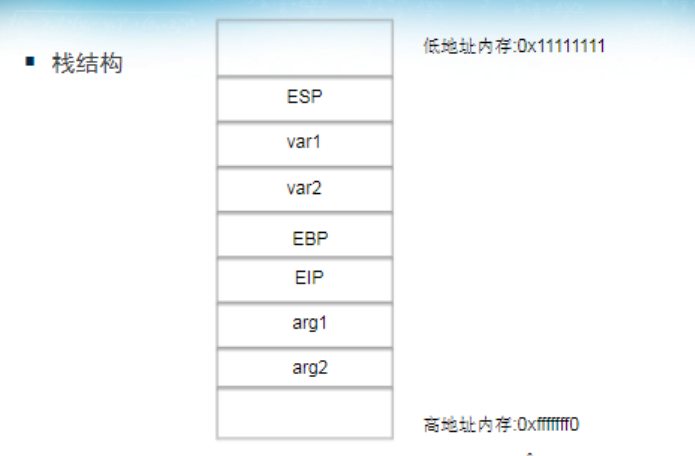 栈结构
低地址内存:0x11111111
ESP
var1
var2
EBP
EIP
arg1
arg2
高地址内存:0xfffffff0